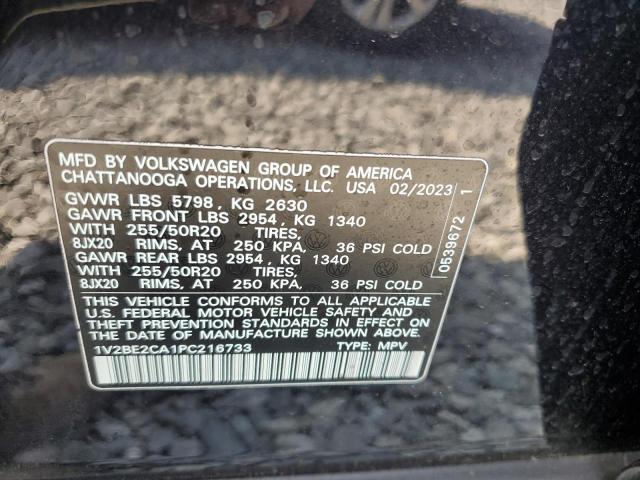 MFD BY VOLKSWAGEN GROUP OF AMERICA
CHATTANOOGA OPERATIONS, LLC. USA 02/2023
GVWR LBS 5798, KG 2630
GAWR FRONT LBS 2954, KG 1340
WITH 255/50R20 TIRES,
8JX20 RIMS, AT 250 KPA, 36 PSI COLD
GAWR REAR LBS 2954, KG 1340
WITH 255/50R20 TIRES,
8JX20 RIMS, AT 250 KPA, 36 PSI COLD
THIS VEHICLE CONFORMS TO ALL APPLICABLE
U.S. FEDERAL MOTOR VEHICLE SAFETY AND
THEFT PREVENTION STANDARDS IN EFFECT ON
THE DATE OF MANUFACTURE SHOWN ABOVE.
1V2BE2CA1PC216733 TYPE: MPV
0539672 1